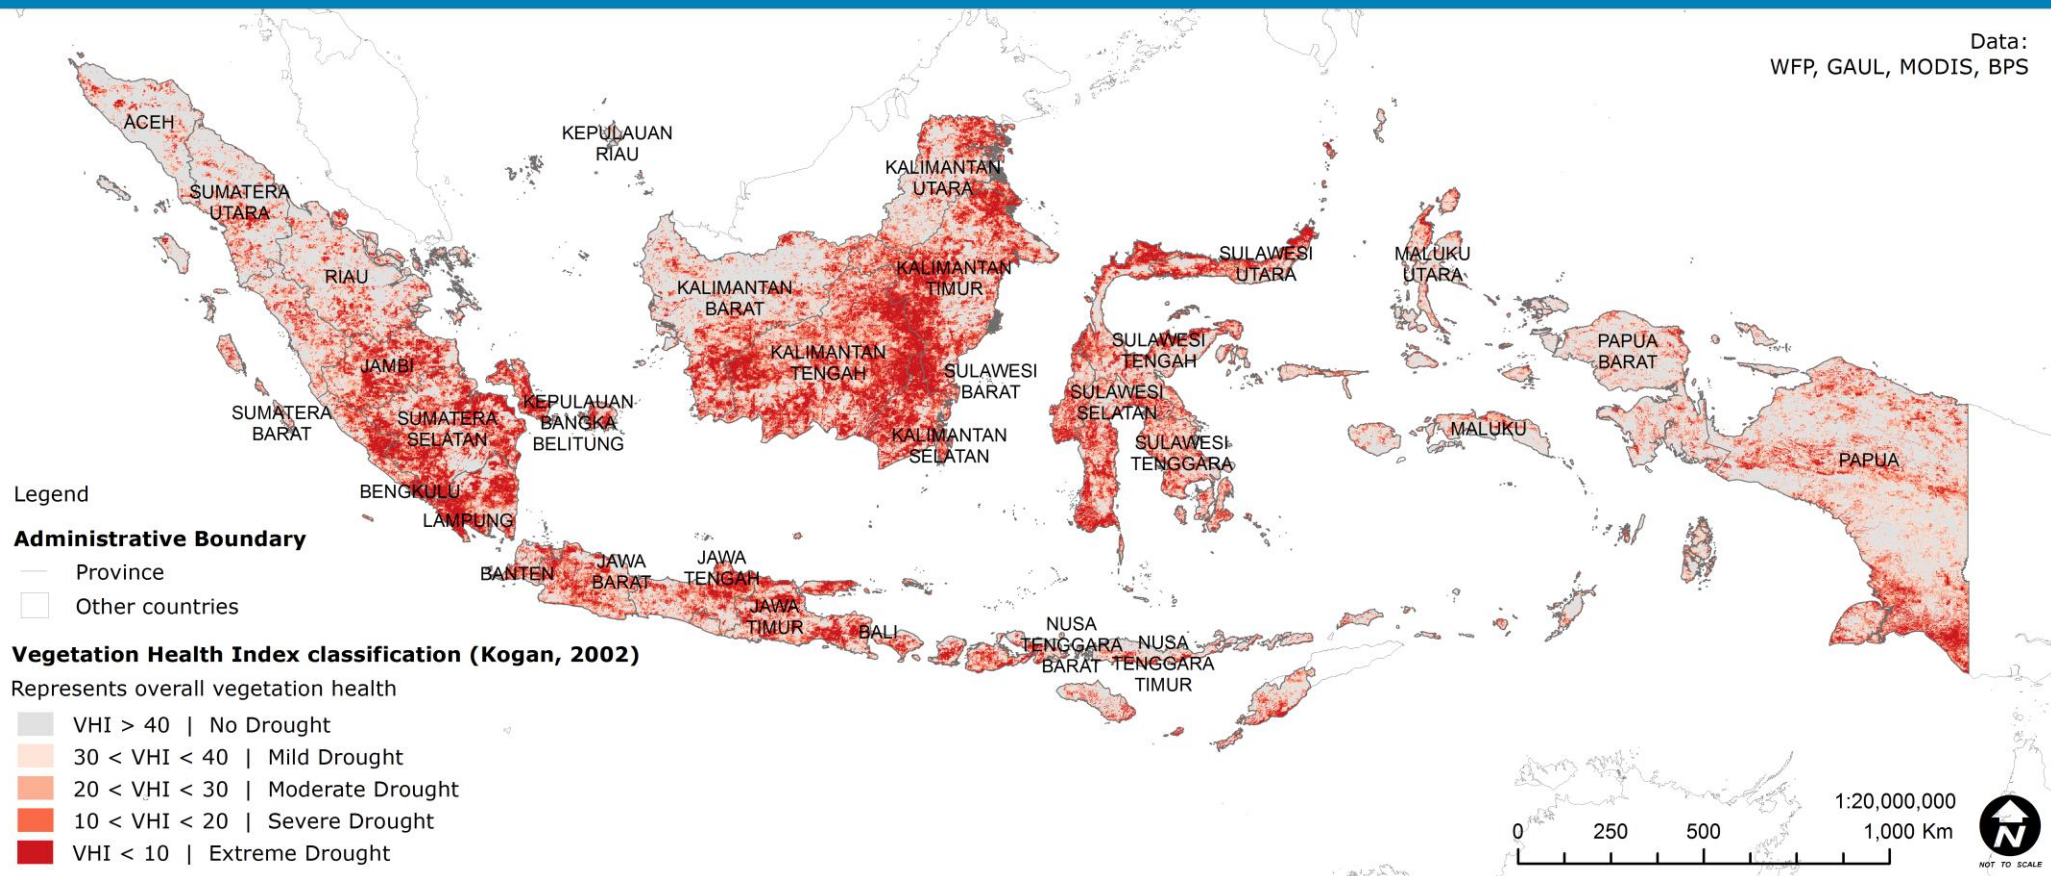 Data:
WFP, GAUL, MODIS, BPS
ACEH
KEPULAUAN
RIAU
SUMATERA
UTARA
KALIMANTAN
UTARA
RIAU
KALIMANTAN
BARAT
KALIMANTAN
TIMUR
SULAWESI
UTARA
MALUKU
UTARA
JAMBI
KALIMANTAN
TENGAH
SULAWESI
BARAT
SULAWESI
TENGAH
PAPUA
BARAT
SUMATERA
BARAT
SUMATERA
SELATAN
KEPULAUAN
BANGKA
BELITUNG
KALIMANTAN
SELATAN
SULAWESI
SELATAN
SULAWESI
TENGGARA
MALUKU
PAPUA
BENGKULU
LAMPUNG
BANTEN
JAWA
BARAT
JAWA
TENGAH
JAWA
TIMUR
BALI
NUSA
TENGGARA
BARAT
NUSA
TENGGARA
TIMUR
Legend
Administrative Boundary
Province
Other countries
Vegetation Health Index classification (Kogan, 2002)
Represents overall vegetation health
VHI > 40 | No Drought
30 < VHI < 40 | Mild Drought
20 < VHI < 30 | Moderate Drought
10 < VHI < 20 | Severe Drought
VHI < 10 | Extreme Drought
1:20,000,000
0 250 500 1,000 Km
N
NOT TO SCALE